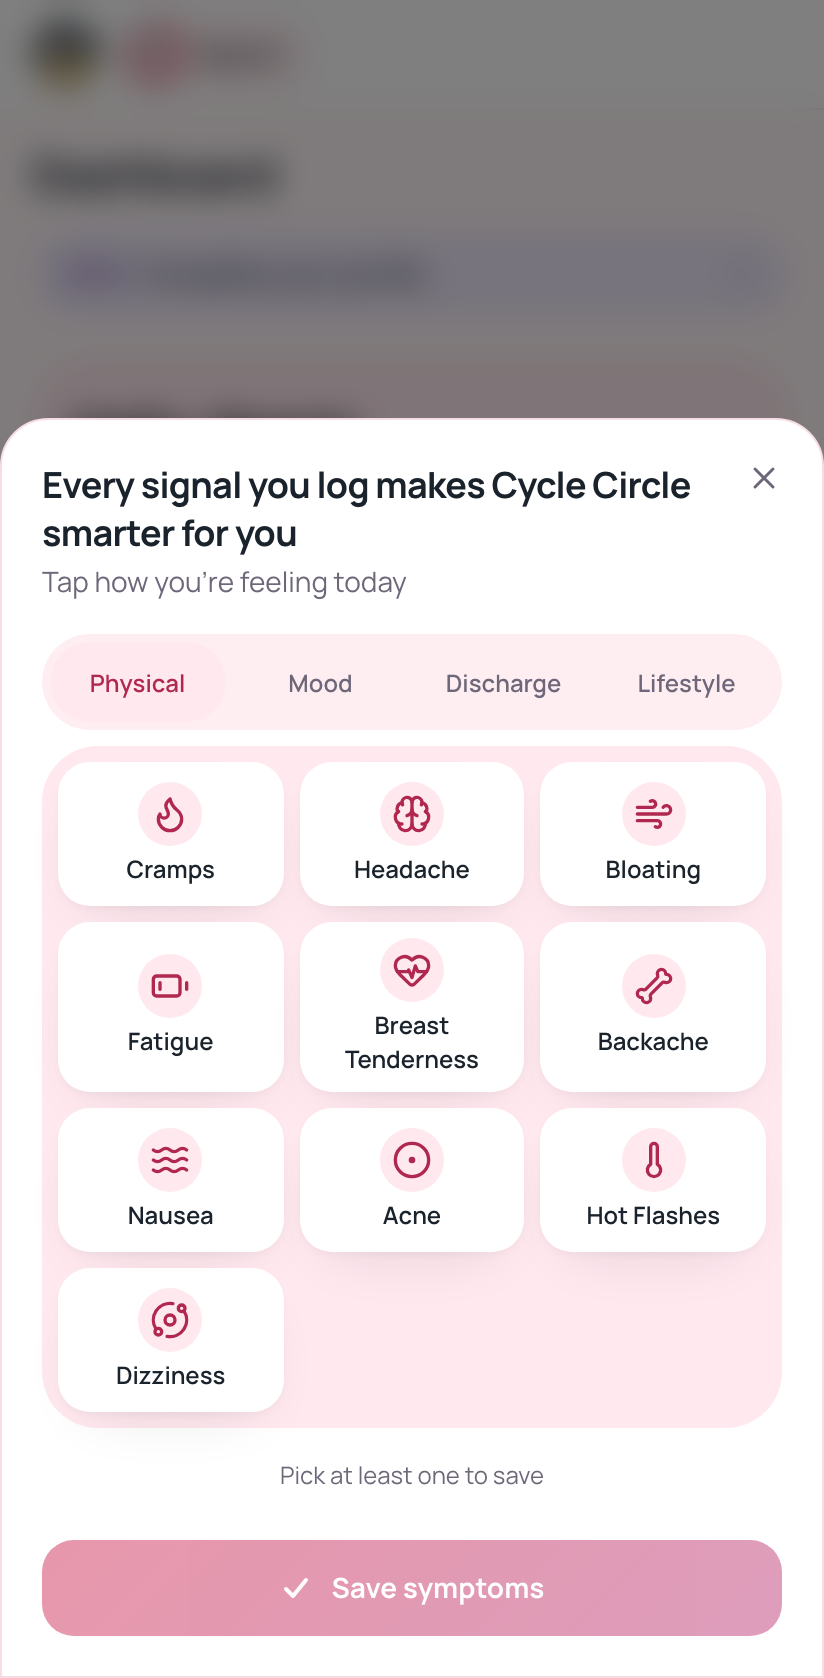 Every signal you log makes Cycle Circle
smarter for you
Tap how you’re feeling today
Physical Mood Discharge Lifestyle
Cramps Headache Bloating
Fatigue Breast Tenderness Backache
Nausea Acne Hot Flashes
Dizziness
Pick at least one to save
Save symptoms